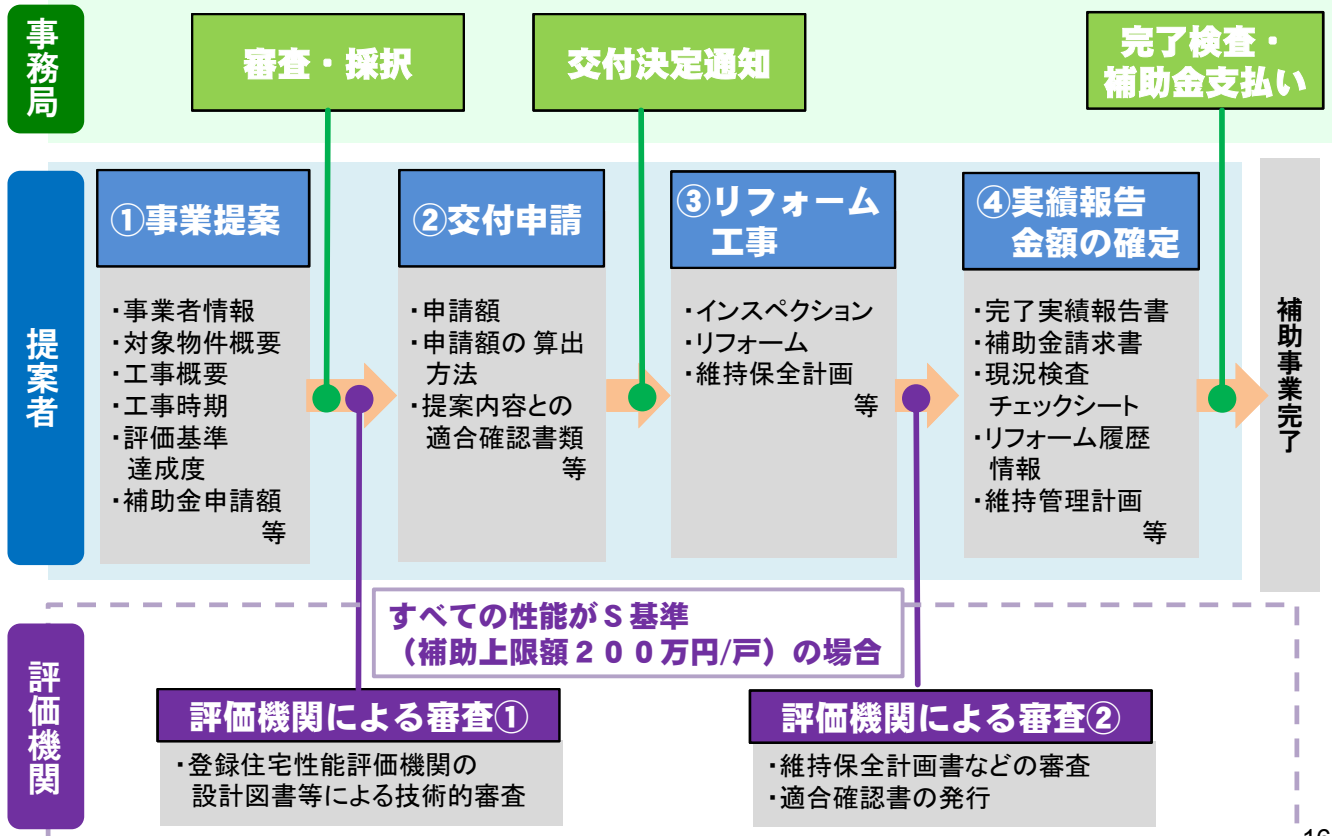 事務局
審査・採択
交付決定通知
完了検査・
補助金支払い
提案者
①事業提案
・事業者情報
・対象物件概要
・工事概要
・工事時期
・評価基準
達成度
・補助金申請額
等
②交付申請
・申請額
・申請額の 算出
方法
・提案内容との
適合確認書類
等
③リフォーム
工事
・インスペクション
・リフォーム
・維持保全計画
等
④実績報告
金額の確定
・完了実績報告書
・補助金請求書
・現況検査
チェックシート
・リフォーム履歴
情報
・維持管理計画
等
補助事業完了
評価機関
すべての性能がS基準
（補助上限額２００万円/戸）の場合
評価機関による審査①
・登録住宅性能評価機関の
設計図書等による技術的審査
評価機関による審査②
・維持保全計画書などの審査
・適合確認書の発行
16